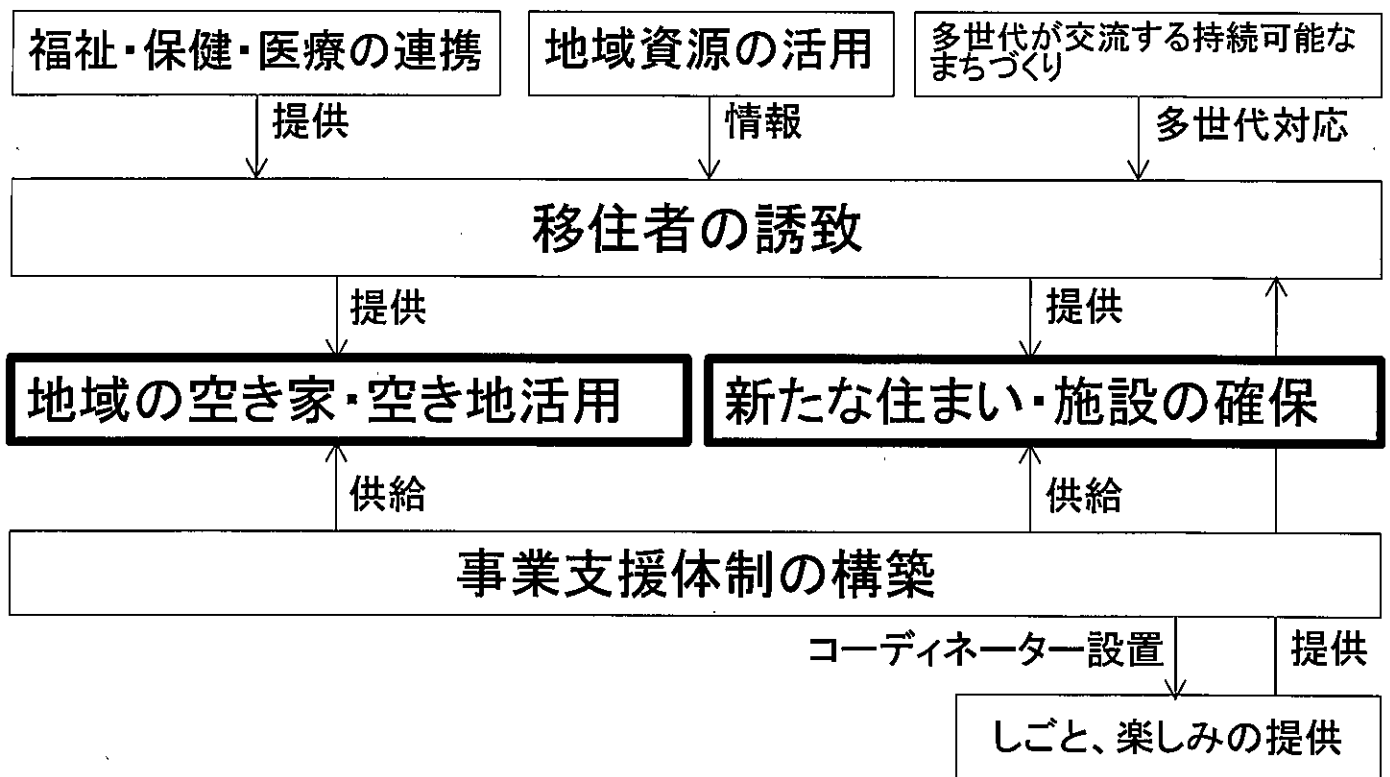 福祉・保健・医療の連携
地域資源の活用
多世代が交流する持続可能な
まちづくり
提供
情報
多世代対応
移住者の誘致
提供
提供
地域の空き家・空き地活用
新たな住まい・施設の確保
供給
供給
事業支援体制の構築
コーディネーター設置
提供
しごと、楽しみの提供